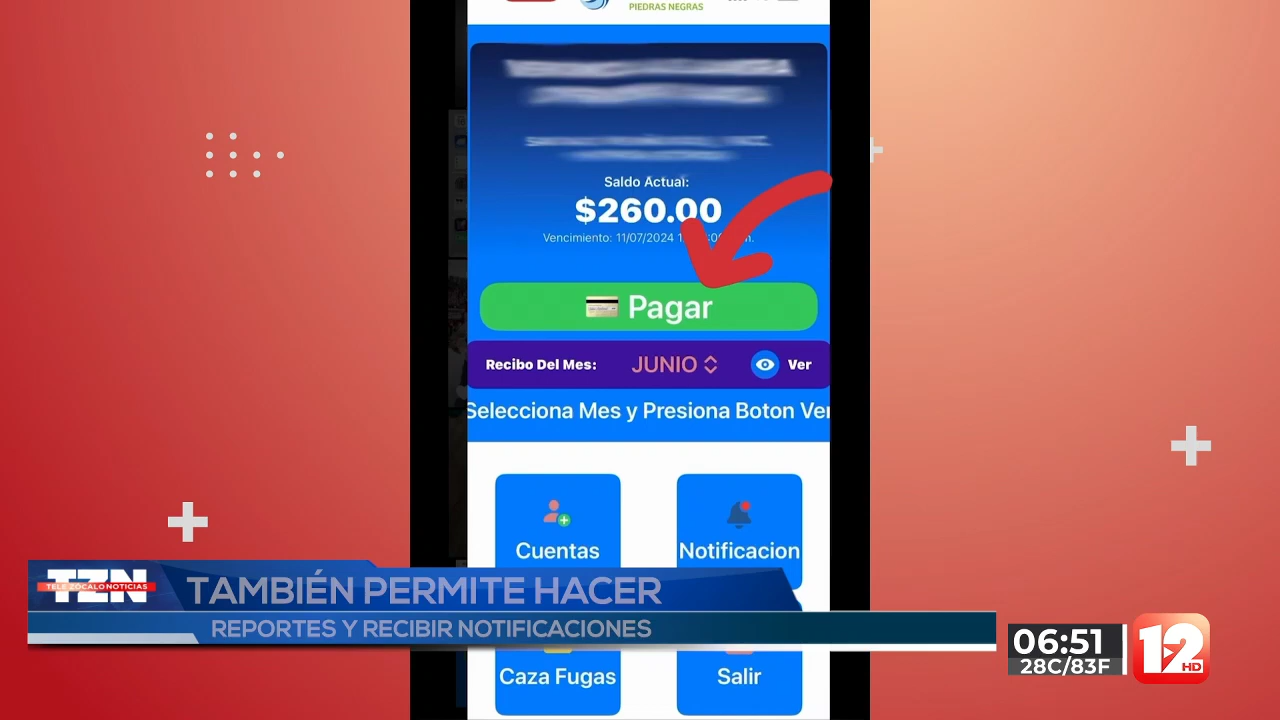 PIEDRAS NEGRAS
Saldo Actual:
$260.00
Vencimiento: 11/07/2024
Pagar
Recibo Del Mes: JUNIO Ver
Selecciona Mes y Presiona Boton Ver
Cuentas
Notificacion
TZN
TELE ZOCALO NOTICIAS
TAMBIÉN PERMITE HACER
REPORTES Y RECIBIR NOTIFICACIONES
Caza Fugas
Salir
06:51
28C/83F
12
HD